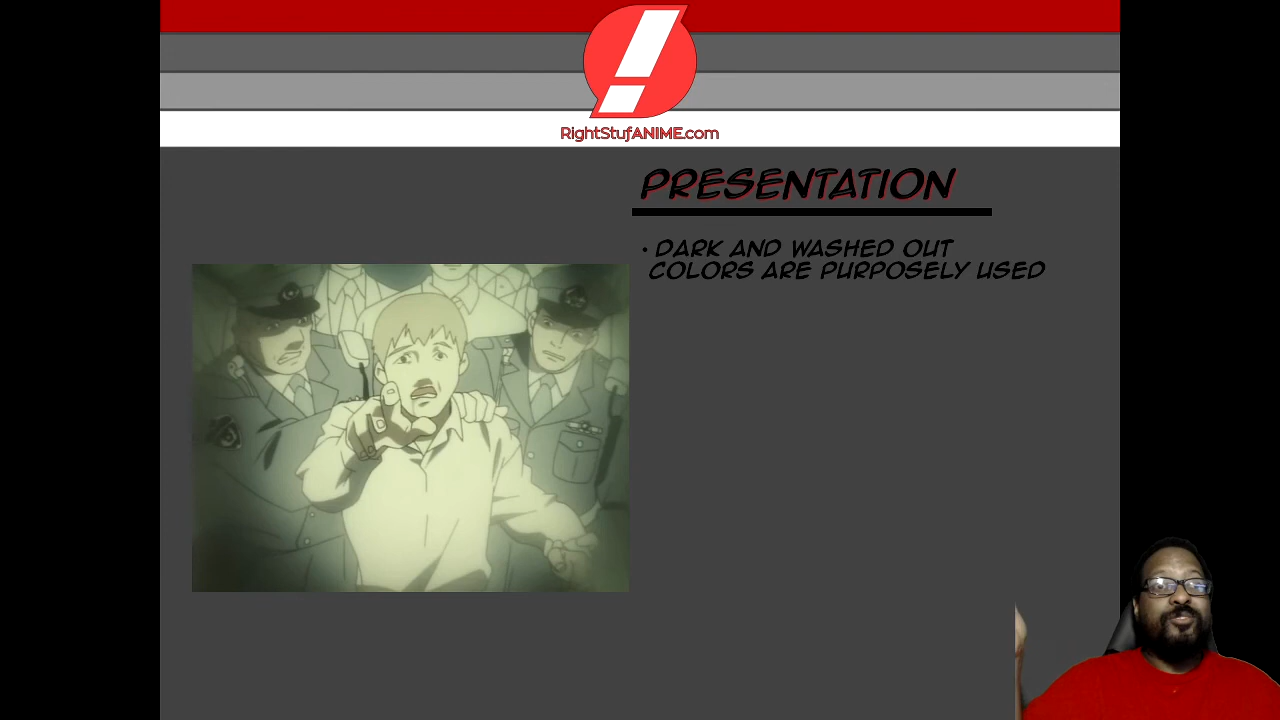 RightStufANIME.com
PRESENTATION
• DARK AND WASHED OUT
COLORS ARE PURPOSELY USED